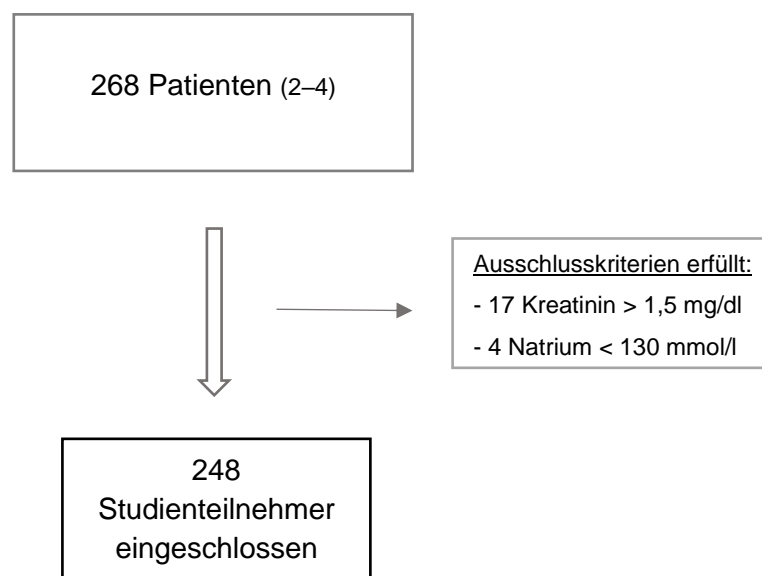 268 Patienten (2–4)
Ausschlusskriterien erfüllt:
- 17 Kreatinin > 1,5 mg/dl
- 4 Natrium < 130 mmol/l
248
Studienteilnehmer
eingeschlossen